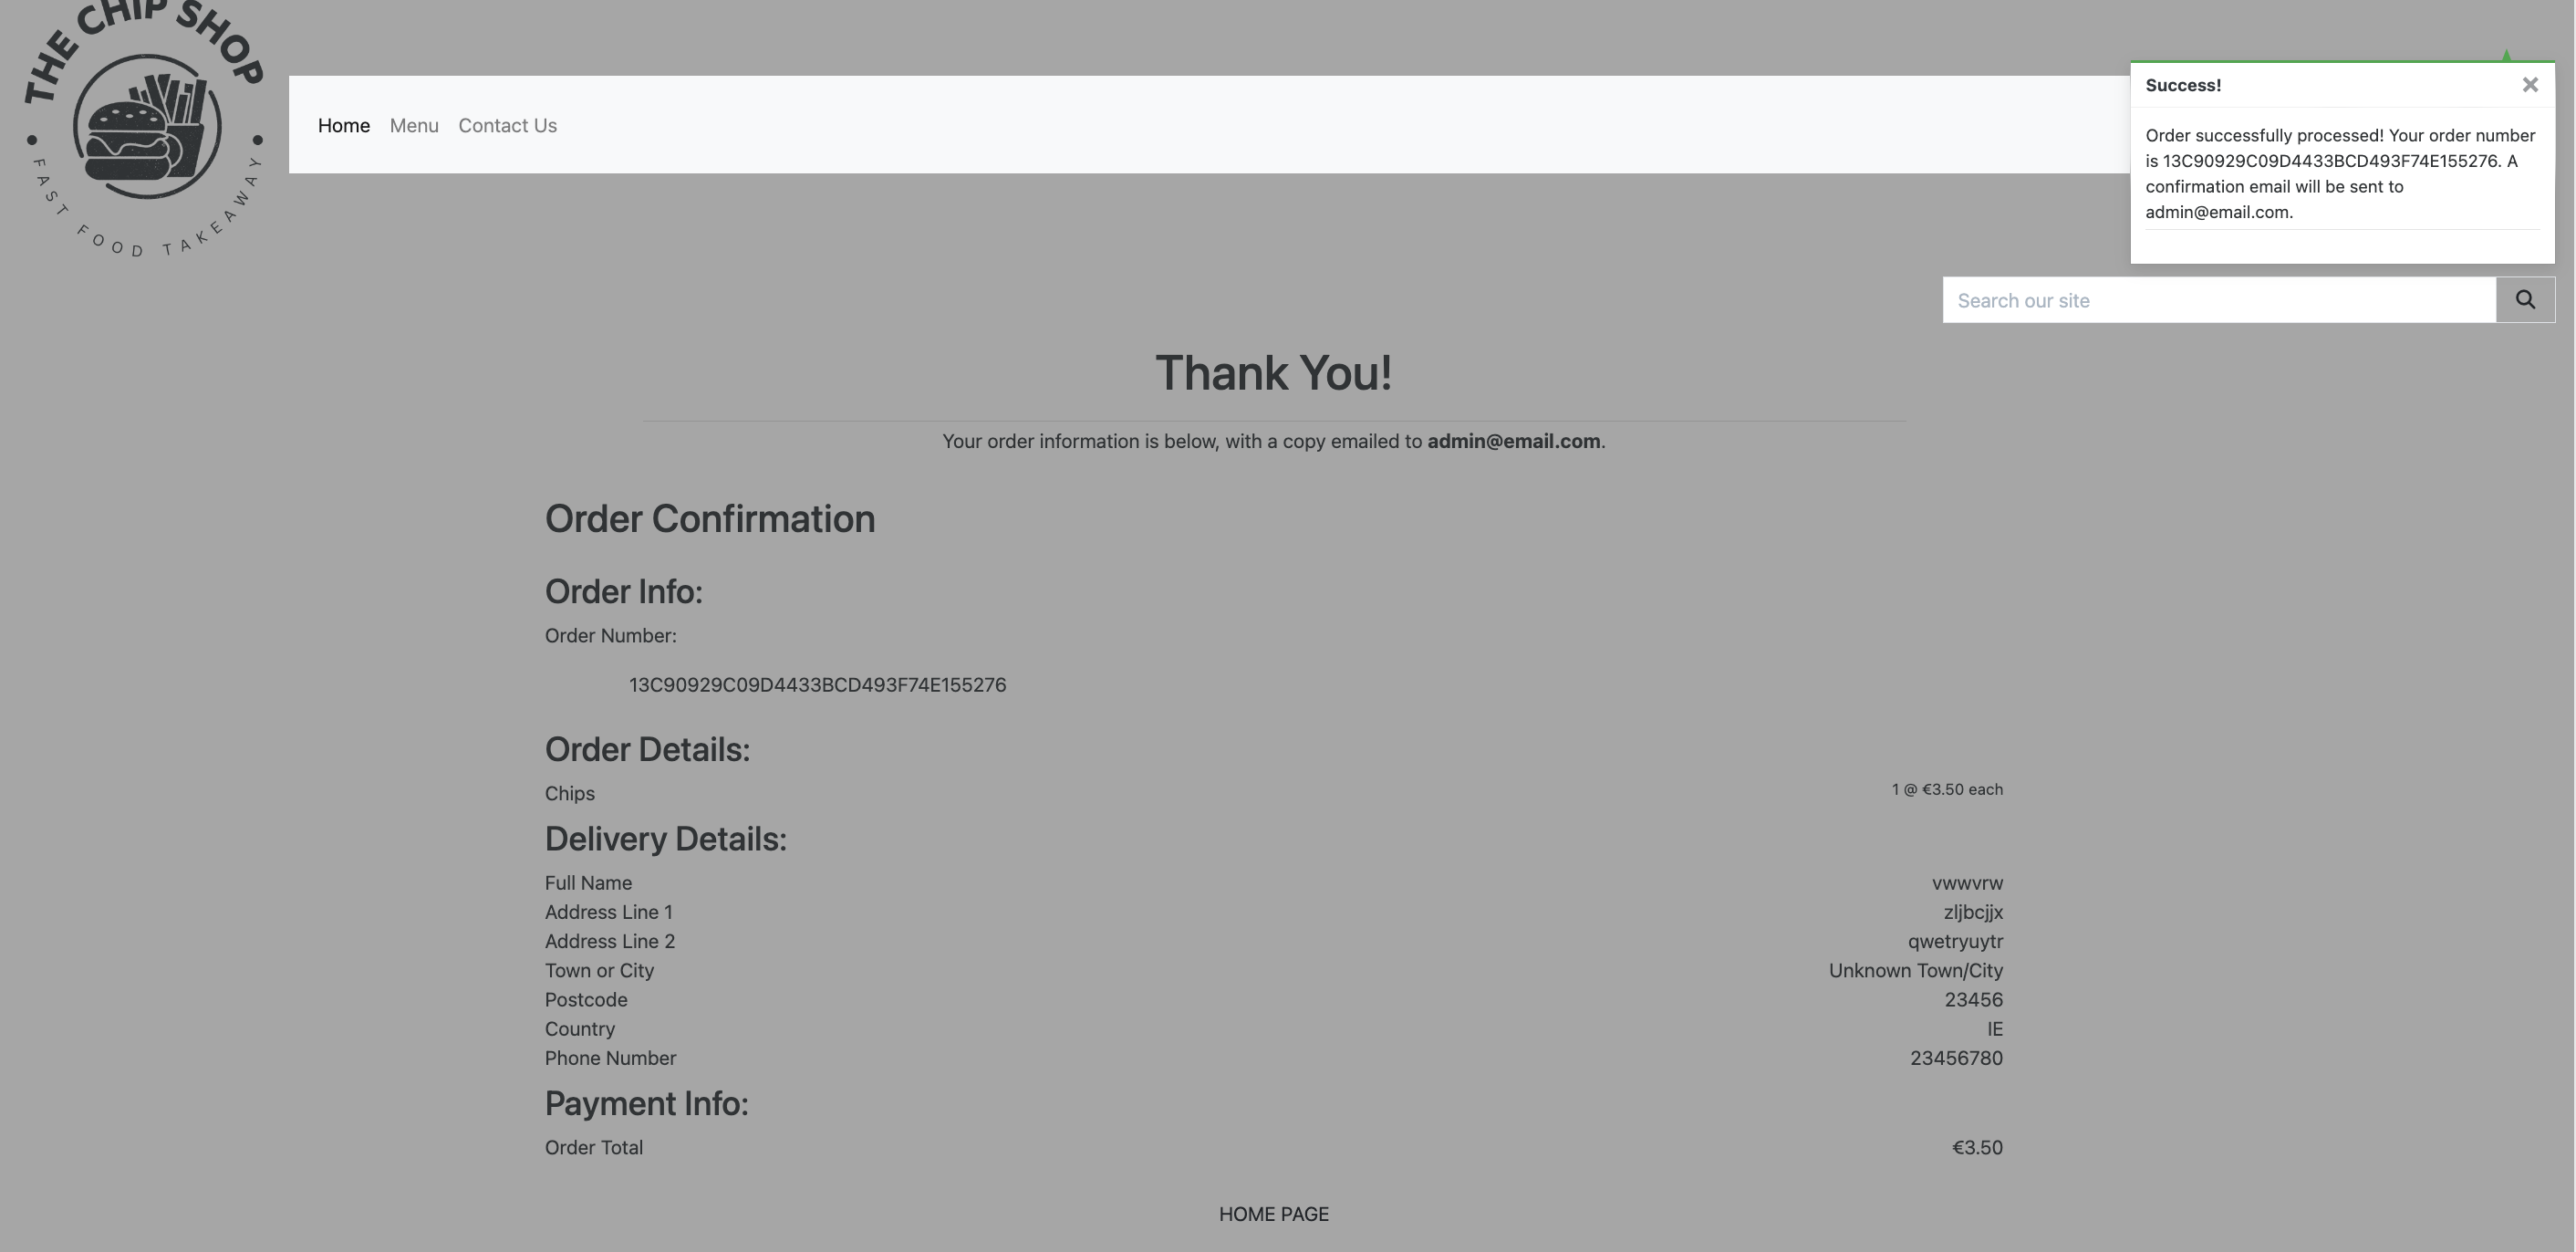 THE CHIP SHOP
FAST FOOD TAKEAWAY
Home Menu Contact Us
Success!
Order successfully processed! Your order number
is 13C90929C09D4433BCD493F74E155276. A
confirmation email will be sent to
admin@email.com.
Search our site
Thank You!
Your order information is below, with a copy emailed to admin@email.com.
Order Confirmation
Order Info:
Order Number:
13C90929C09D4433BCD493F74E155276
Order Details:
Chips 1 @ €3.50 each
Delivery Details:
Full Name vwwvrw
Address Line 1 zljbcjjx
Address Line 2 qwetryuytr
Town or City Unknown Town/City
Postcode 23456
Country IE
Phone Number 23456780
Payment Info:
Order Total €3.50
HOME PAGE